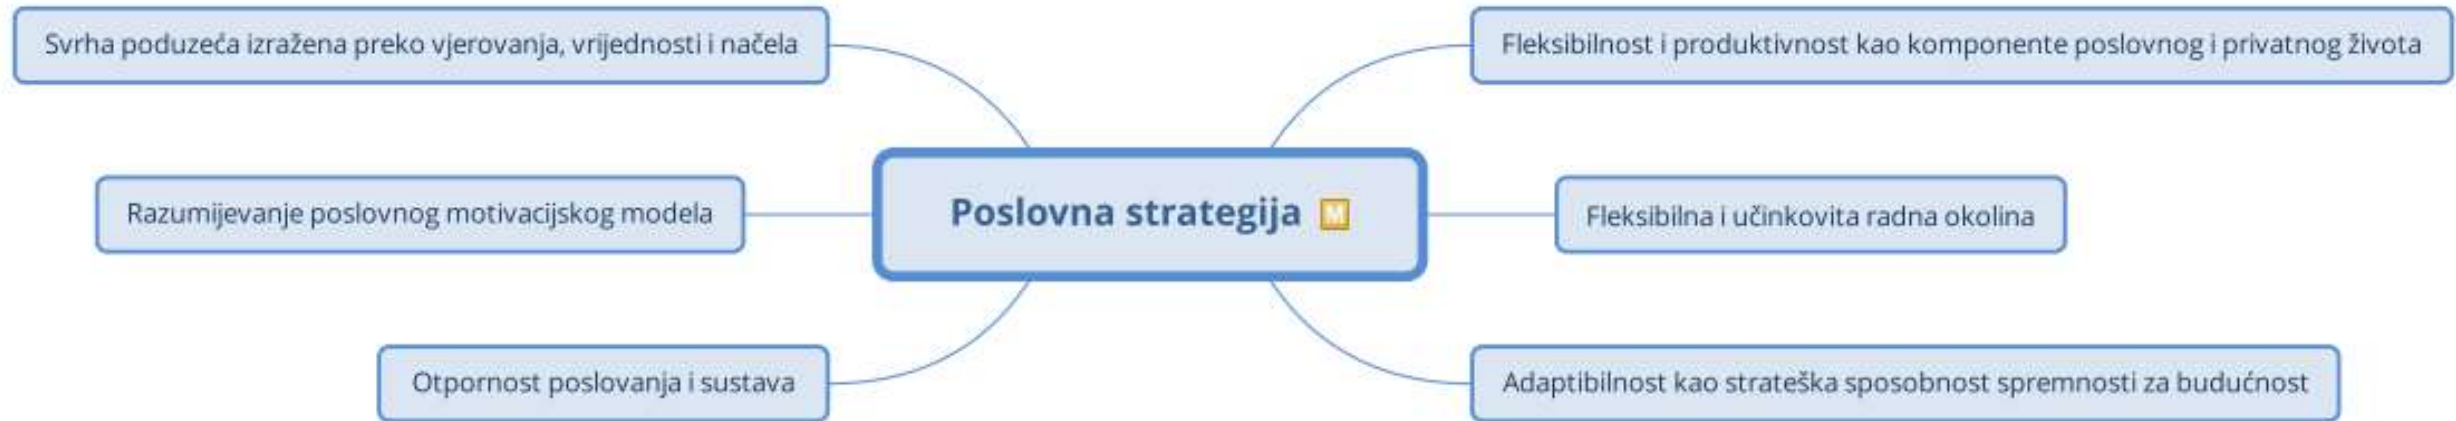 Svrha poduzeća izražena preko vjerovanja, vrijednosti i načela
Fleksibilnost i produktivnost kao komponente poslovnog i privatnog života
Razumijevanje poslovnog motivacijskog modela
Poslovna strategija M
Fleksibilna i učinkovita radna okolina
Otpornost poslovanja i sustava
Adaptibilnost kao strateška sposobnost spremnosti za budućnost